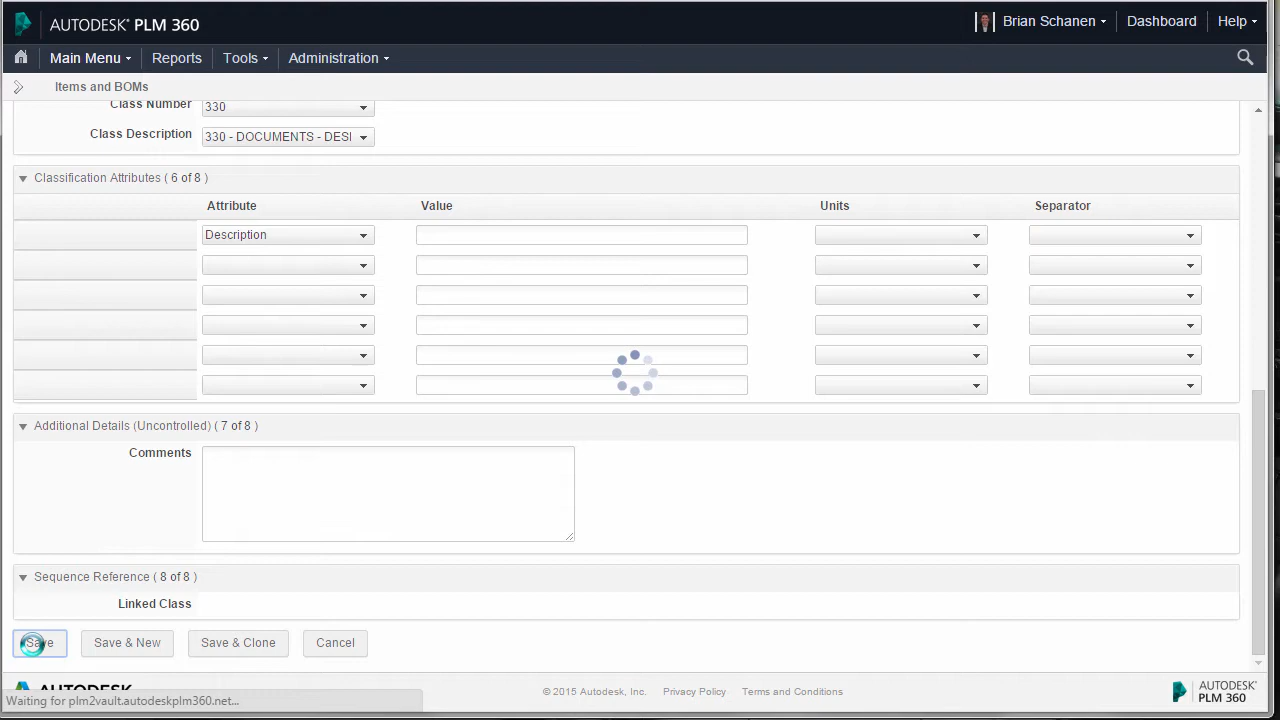 AUTODESK® PLM 360
Brian Schanen
Dashboard
Help
Main Menu
Reports
Tools
Administration
Items and BOMs
Class Number
330
Class Description
330 - DOCUMENTS - DESI
Classification Attributes ( 6 of 8 )
Attribute
Value
Units
Separator
Description
Additional Details (Uncontrolled) ( 7 of 8 )
Comments
Sequence Reference ( 8 of 8 )
Linked Class
Save
Save & New
Save & Clone
Cancel
AUTODESK
Waiting for plm2vault.autodeskplm360.net...
© 2015 Autodesk, Inc.
Privacy Policy
Terms and Conditions
AUTODESK®
PLM 360